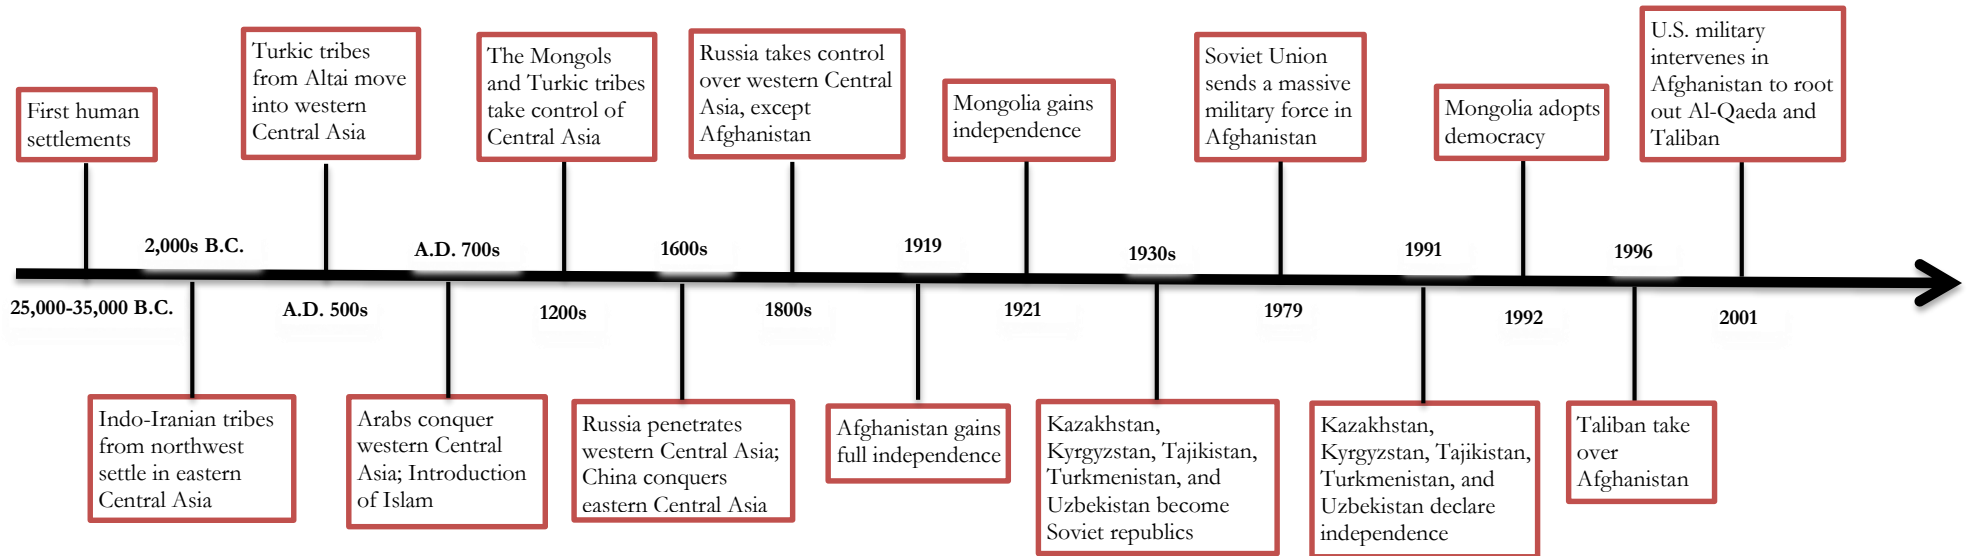 First human
settlements
Turkic tribes
from Altai move
into western
Central Asia
The Mongols
and Turkic tribes
take control of
Central Asia
Russia takes control
over western Central
Asia, except
Afghanistan
Mongolia gains
independence
Soviet Union
sends a massive
military force in
Afghanistan
Mongolia adopts
democracy
U.S. military
intervenes in
Afghanistan to root
out Al-Qaeda and
Taliban
2,000s B.C.
A.D. 700s
1600s
1919
1930s
1991
1996
25,000-35,000 B.C.
A.D. 500s
1200s
1800s
1921
1979
1992
2001
Indo-Iranian tribes
from northwest
settle in eastern
Central Asia
Arabs conquer
western Central
Asia; Introduction
of Islam
Russia penetrates
western Central Asia;
China conquers
eastern Central Asia
Afghanistan gains
full independence
Kazakhstan,
Kyrgyzstan, Tajikistan,
Turkmenistan, and
Uzbekistan become
Soviet republics
Kazakhstan,
Kyrgyzstan, Tajikistan,
Turkmenistan, and
Uzbekistan declare
independence
Taliban take
over
Afghanistan